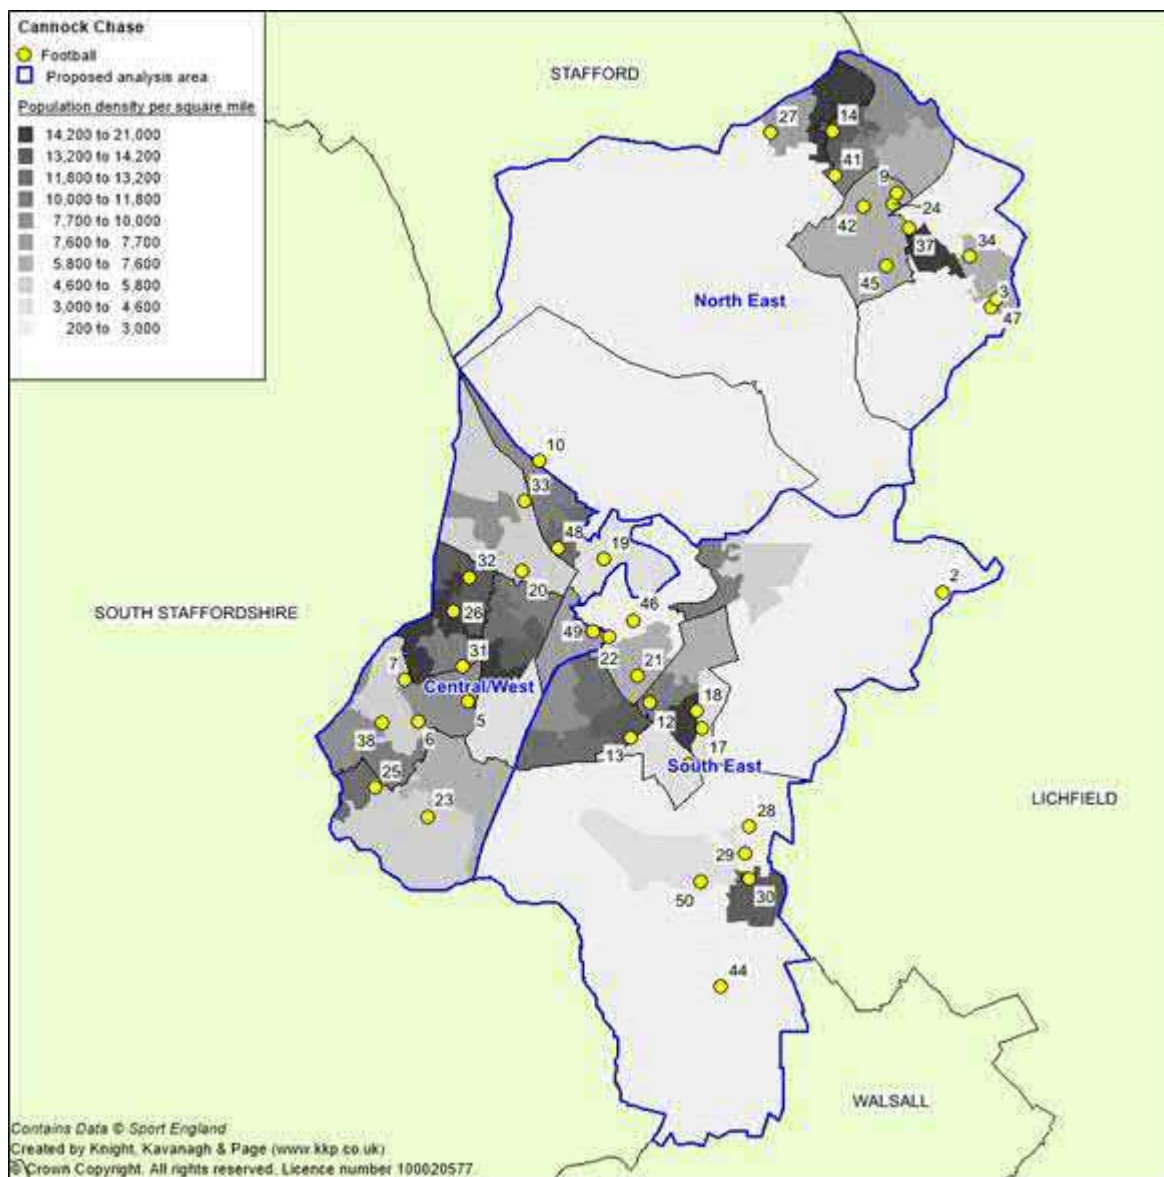 Cannock Chase
Football
Proposed analysis area
Population density per square mile
14,200 to 21,000
13,200 to 14,200
11,800 to 13,200
10,000 to 11,800
7,700 to 10,000
7,600 to 7,700
5,800 to 7,600
4,600 to 5,800
3,000 to 4,600
200 to 3,000
STAFFORD
27
14
41
9
24
42
37
34
45
3
47
North East
10
33
48
19
32
20
2
SOUTH STAFFORDSHIRE
26
46
49
22
31
21
7
Central/West
18
5
12
38
6
17
13
South East
25
23
28
LICHFIELD
29
50
30
44
WALSALL
Contains Data © Sport England
Created by Knight, Kavanagh & Page (www.kkp.co.uk)
© Crown Copyright. All rights reserved. Licence number 100020577.